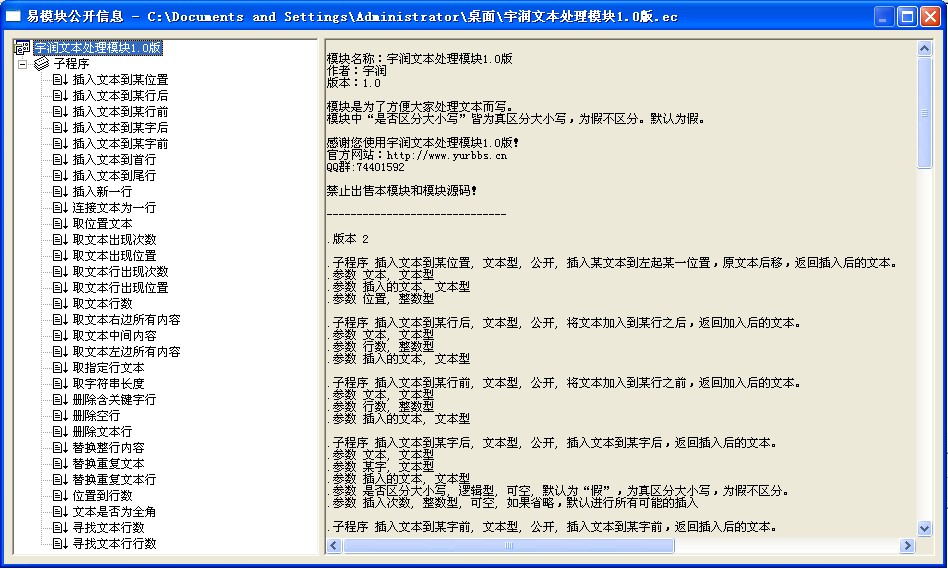 易模块公开信息 - C:\Documents and Settings\Administrator\桌面\宇润文本处理模块1.0版.ec
宇润文本处理模块1.0版
子程序
插入文本到某位置
插入文本到某行后
插入文本到某行前
插入文本到某字后
插入文本到某字前
插入文本到首行
插入文本到尾行
插入新一行
连接文本为一行
取位置文本
取文本出现次数
取文本出现位置
取文本行出现次数
取文本行出现位置
取文本行数
取文本右边所有内容
取文本中间内容
取文本左边所有内容
取指定行文本
取字符串长度
删除含关键字行
删除空行
删除文本行
替换整行内容
替换重复文本
替换重复文本行
位置到行数
文本是否为全角
寻找文本行数
寻找文本行行数
模块名称：宇润文本处理模块1.0版
作者：宇润
版本：1.0
模块是为了方便大家处理文本而写。
模块中“是否区分大小写”皆为真区分大小写，为假不区分。默认为假。
感谢您使用宇润文本处理模块1.0版！
官方网站：http://www.yurbbs.cn
QQ群:74401592
禁止出售本模块和模块源码！
------------------------------
.版本 2
.子程序 插入文本到某位置, 文本型, 公开, 插入某文本到左起某一位置，原文本后移，返回插入后的文本。
.参数 文本, 文本型
.参数 插入的文本, 文本型
.参数 位置, 整数型
.子程序 插入文本到某行后, 文本型, 公开, 将文本加入到某行之后，返回加入后的文本。
.参数 文本, 文本型
.参数 行数, 整数型
.参数 插入的文本, 文本型
.子程序 插入文本到某行前, 文本型, 公开, 将文本加入到某行之前，返回加入后的文本。
.参数 文本, 文本型
.参数 行数, 整数型
.参数 插入的文本, 文本型
.子程序 插入文本到某字后, 文本型, 公开, 插入文本到某字后，返回插入后的文本。
.参数 文本, 文本型
.参数 某字, 文本型
.参数 插入的文本, 文本型
.参数 是否区分大小写, 逻辑型, 可空, 默认为“假”，为真区分大小写，为假不区分。
.参数 插入次数, 整数型, 可空, 如果省略，默认进行所有可能的插入
.子程序 插入文本到某字前, 文本型, 公开, 插入文本到某字前，返回插入后的文本。